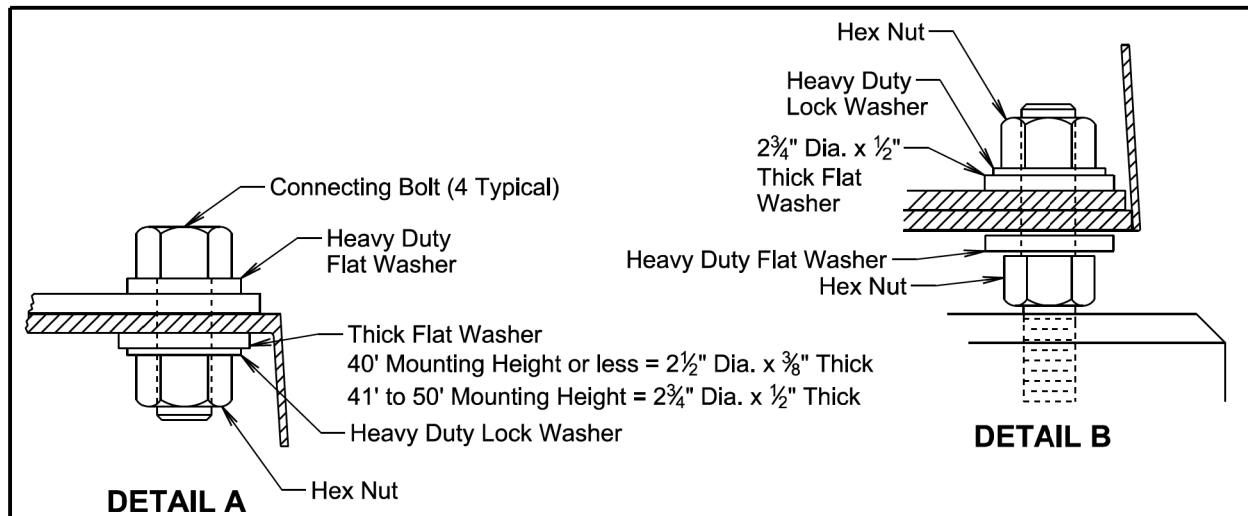 Connecting Bolt (4 Typical)
Heavy Duty
Flat Washer
Thick Flat Washer
40' Mounting Height or less = 2½" Dia. x ⅜" Thick
41' to 50' Mounting Height = 2¾" Dia. x ½" Thick
Heavy Duty Lock Washer
Hex Nut
DETAIL A
Hex Nut
Heavy Duty
Lock Washer
2¾" Dia. x ½"
Thick Flat
Washer
Heavy Duty Flat Washer
Hex Nut
DETAIL B